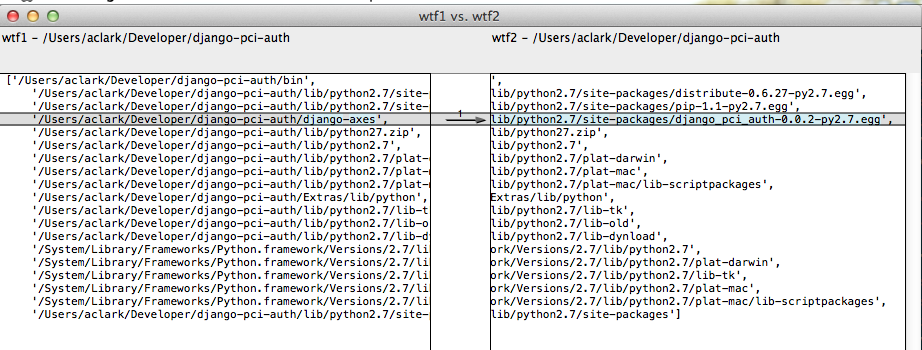 wtf1 vs. wtf2
wtf1 – /Users/aclark/Developer/django-pci-auth
['/Users/aclark/Developer/django-pci-auth/bin',
'/Users/aclark/Developer/django-pci-auth/lib/python2.7/site-
'/Users/aclark/Developer/django-pci-auth/lib/python2.7/site-
'/Users/aclark/Developer/django-pci-auth/django-axes',
'/Users/aclark/Developer/django-pci-auth/lib/python27.zip',
'/Users/aclark/Developer/django-pci-auth/lib/python2.7',
'/Users/aclark/Developer/django-pci-auth/lib/python2.7/plat-
'/Users/aclark/Developer/django-pci-auth/lib/python2.7/plat-
'/Users/aclark/Developer/django-pci-auth/lib/python2.7/plat-
'/Users/aclark/Developer/django-pci-auth/Extras/lib/python',
'/Users/aclark/Developer/django-pci-auth/lib/python2.7/lib-t
'/Users/aclark/Developer/django-pci-auth/lib/python2.7/lib-o
'/Users/aclark/Developer/django-pci-auth/lib/python2.7/lib-d
'/System/Library/Frameworks/Python.framework/Versions/2.7/li
'/System/Library/Frameworks/Python.framework/Versions/2.7/li
'/System/Library/Frameworks/Python.framework/Versions/2.7/li
'/System/Library/Frameworks/Python.framework/Versions/2.7/li
'/System/Library/Frameworks/Python.framework/Versions/2.7/li
'/Users/aclark/Developer/django-pci-auth/lib/python2.7/site-
1
wtf2 – /Users/aclark/Developer/django-pci-auth
',
lib/python2.7/site-packages/distribute-0.6.27-py2.7.egg',
lib/python2.7/site-packages/pip-1.1-py2.7.egg',
lib/python2.7/site-packages/django_pci_auth-0.0.2-py2.7.egg',
lib/python27.zip',
lib/python2.7',
lib/python2.7/plat-darwin',
lib/python2.7/plat-mac',
lib/python2.7/plat-mac/lib-scriptpackages',
Extras/lib/python',
lib/python2.7/lib-tk',
lib/python2.7/lib-old',
lib/python2.7/lib-dynload',
ork/Versions/2.7/lib/python2.7',
ork/Versions/2.7/lib/python2.7/plat-darwin',
ork/Versions/2.7/lib/python2.7/lib-tk',
ork/Versions/2.7/lib/python2.7/plat-mac',
ork/Versions/2.7/lib/python2.7/plat-mac/lib-scriptpackages',
lib/python2.7/site-packages']